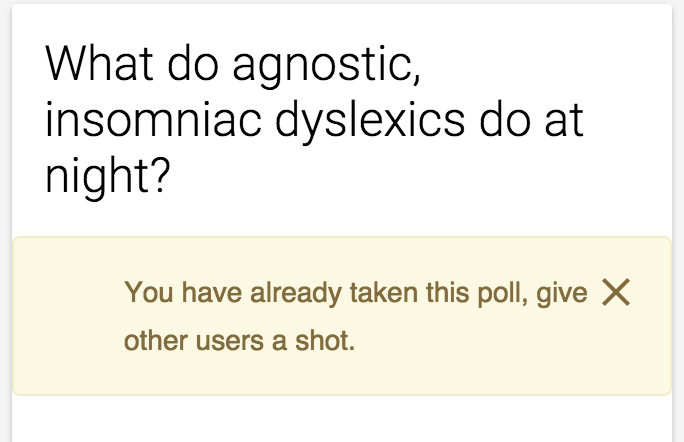 What do agnostic,
insomniac dyslexics do at
night?
You have already taken this poll, give
other users a shot.